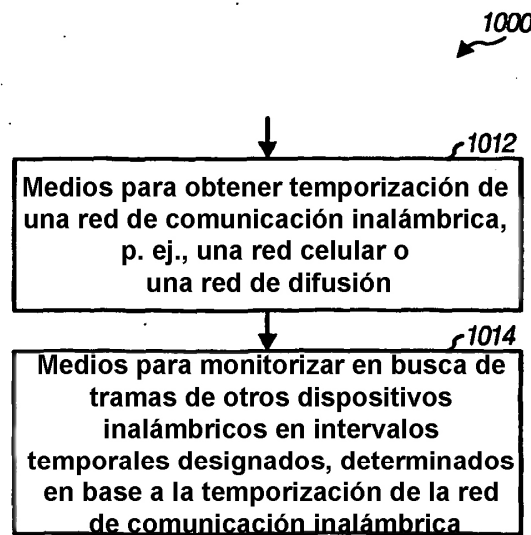 1000
1012
Medios para obtener temporización de
una red de comunicación inalámbrica,
p. ej., una red celular o
una red de difusión
1014
Medios para monitorizar en busca de
tramas de otros dispositivos
inalámbricos en intervalos
temporales designados, determinados
en base a la temporización de la red
de comunicación inalámbrica